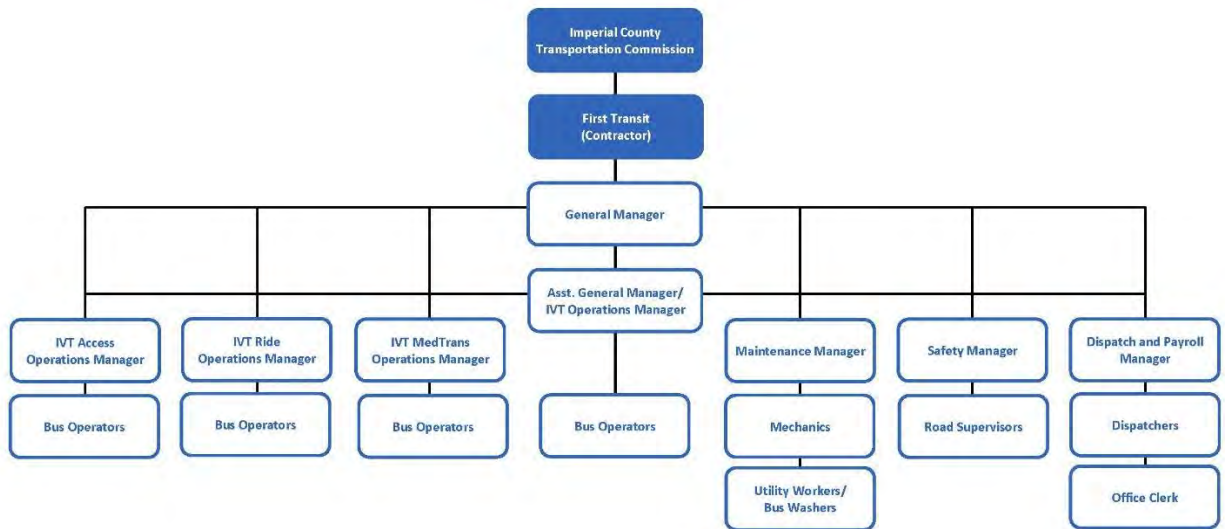 Imperial County
Transportation Commission
First Transit
(Contractor)
General Manager
Asst. General Manager/
IVT Operations Manager
IVT Access
Operations Manager
IVT Ride
Operations Manager
IVT MedTrans
Operations Manager
Maintenance Manager
Safety Manager
Dispatch and Payroll
Manager
Bus Operators
Bus Operators
Bus Operators
Bus Operators
Mechanics
Road Supervisors
Dispatchers
Utility Workers/
Bus Washers
Office Clerk